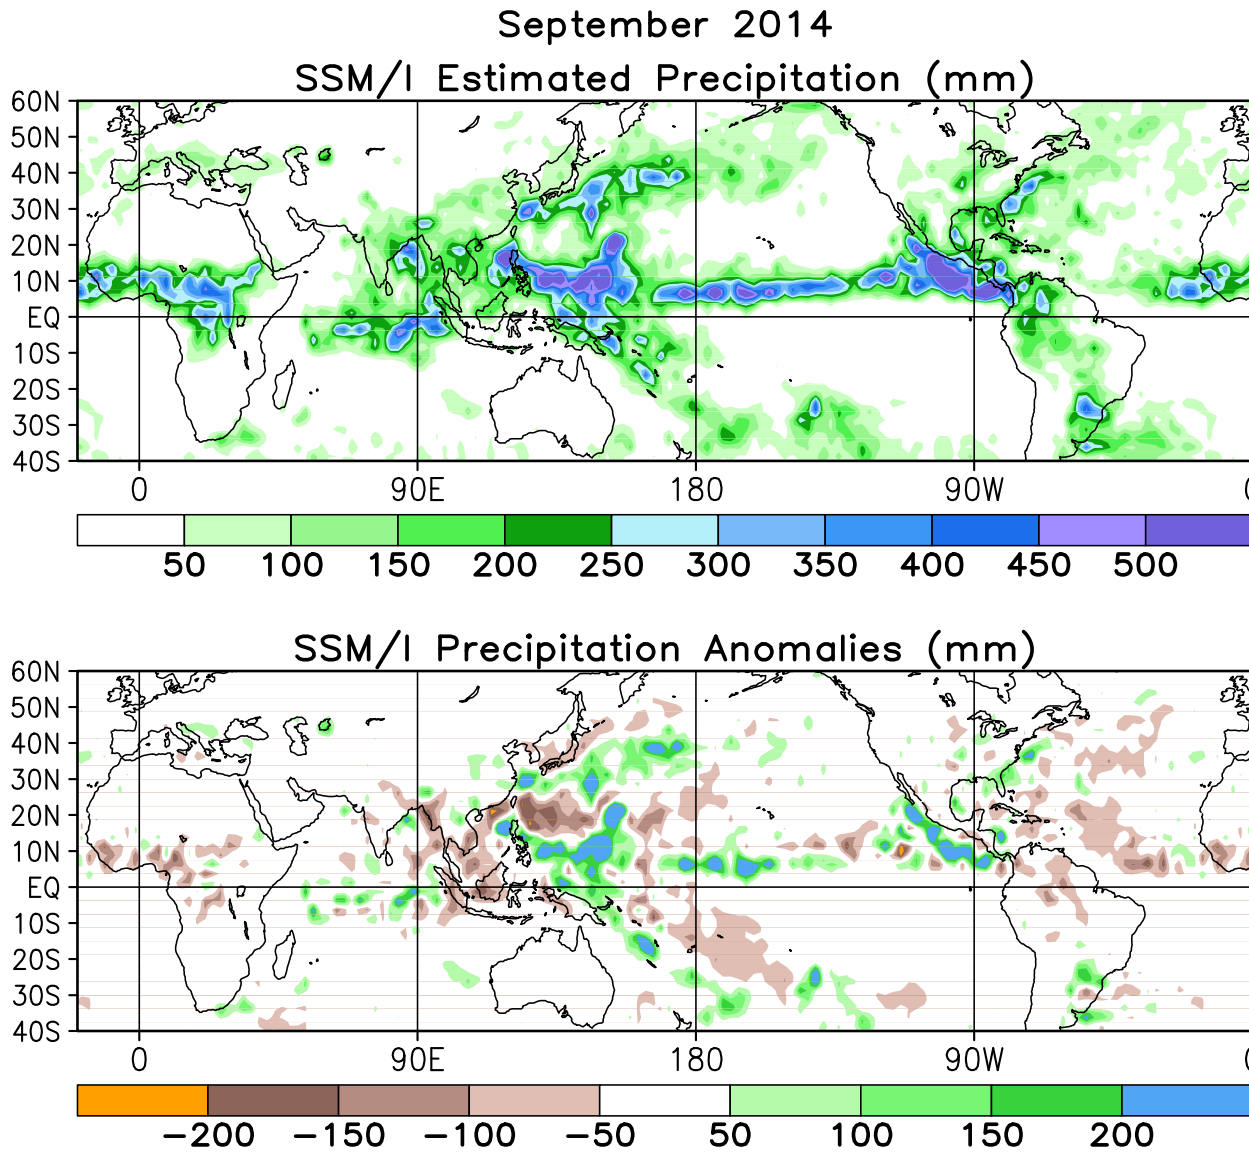 September 2014
SSM/I Estimated Precipitation (mm)
60N
50N
40N
30N
20N
10N
EQ
10S
20S
30S
40S
0 90E 180 90W 0
50 100 150 200 250 300 350 400 450 500
SSM/I Precipitation Anomalies (mm)
60N
50N
40N
30N
20N
10N
EQ
10S
20S
30S
40S
0 90E 180 90W 0
−200 −150 −100 −50 50 100 150 200